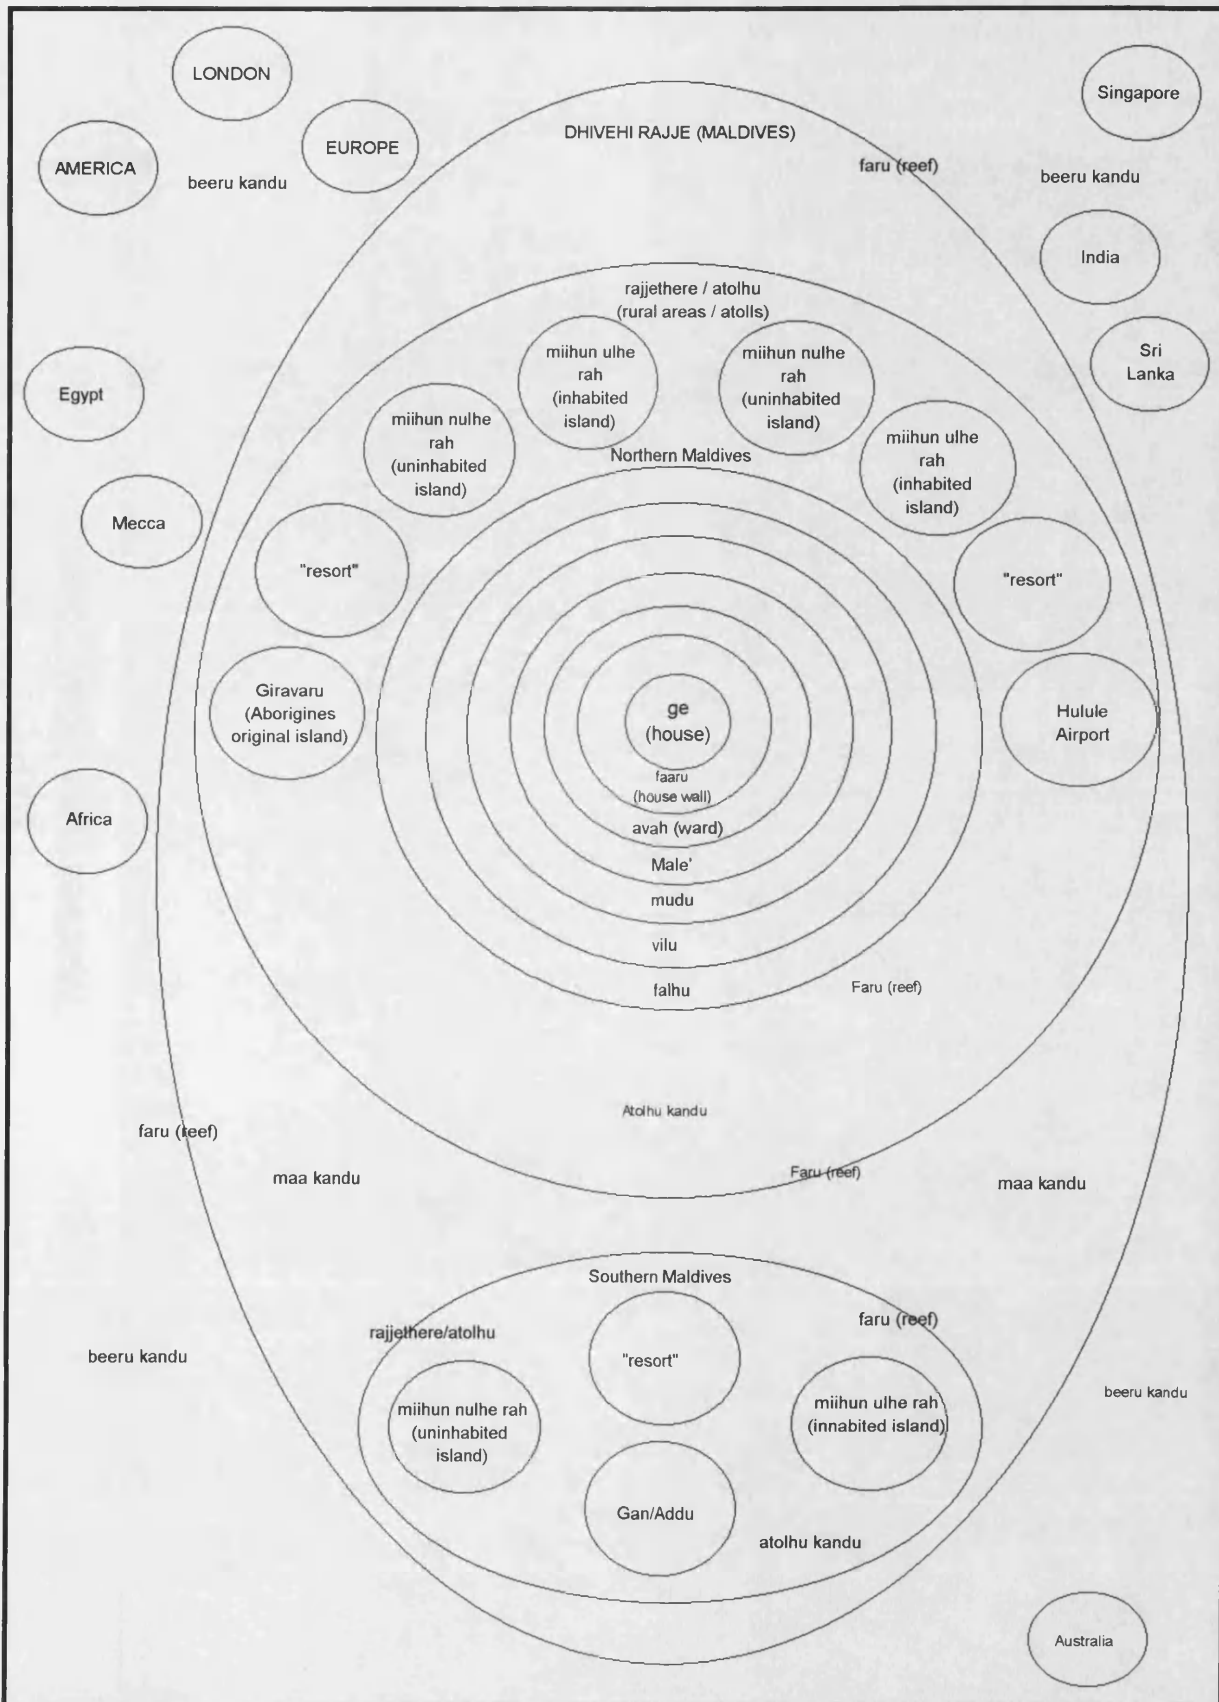 LONDON
Singapore
EUROPE
DHIVEHI RAJJE (MALDIVES)
AMERICA
beeru kandu
faru (reef)
beeru kandu
India
rajjethere / atolhu
(rural areas / atolls)
miihun ulhe
rah
(inhabited
island)
miihun nulhe
rah
(uninhabited
island)
Sri
Lanka
Egypt
miihun nulhe
rah
(uninhabited
island)
miihun ulhe
rah
(inhabited
island)
Northern Maldives
Mecca
"resort"
"resort"
Giravaru
(Aborigines
original island)
ge
(house)
Hulule
Airport
faaru
(house wall)
Africa
avah (ward)
Male'
mudu
vilu
falhu
Faru (reef)
Atolhu kandu
faru (reef)
maa kandu
Faru (reef)
maa kandu
Southern Maldives
rajjethere/atolhu
faru (reef)
beeru kandu
"resort"
beeru kandu
miihun nulhe rah
(uninhabited
island)
miihun ulhe rah
(innabited island)
Gan/Addu
atolhu kandu
Australia